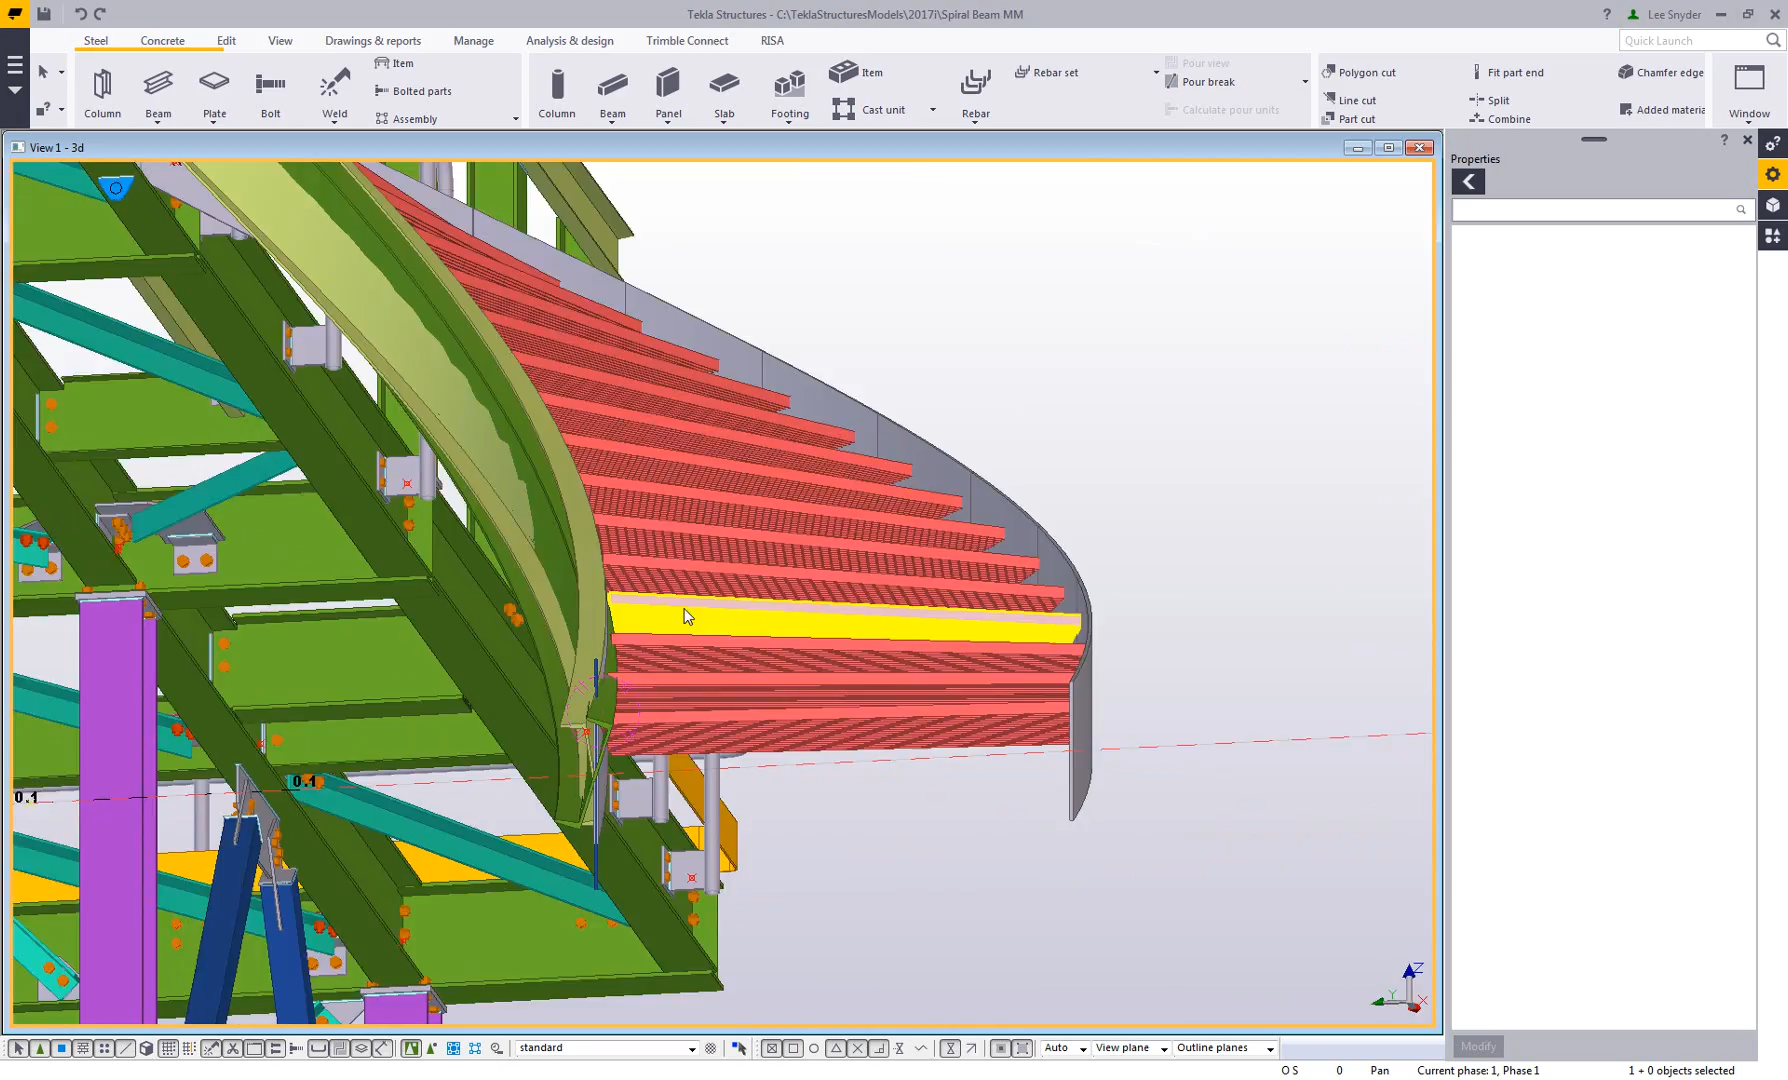 Tekla Structures - C:\TeklaStructuresModels\2017i\Spiral Beam MM
? Lee Snyder
Steel Concrete Edit View Drawings & reports Manage Analysis & design Trimble Connect RISA
Quick Launch
Item
Bolted parts
Assembly
Column Beam Plate Bolt Weld
Column Beam Panel Slab Footing
Item
Cast unit
Rebar
Rebar set
Pour view
Pour break
Calculate pour units
Polygon cut
Line cut
Part cut
Fit part end
Split
Combine
Chamfer edge
Added materia
Window
View 1 - 3d
?
Properties
0.1
0.1
Z
Y
X
standard
Auto
View plane
Outline planes
Modify
O S 0 Pan Current phase: 1, Phase 1 1 + 0 objects selected